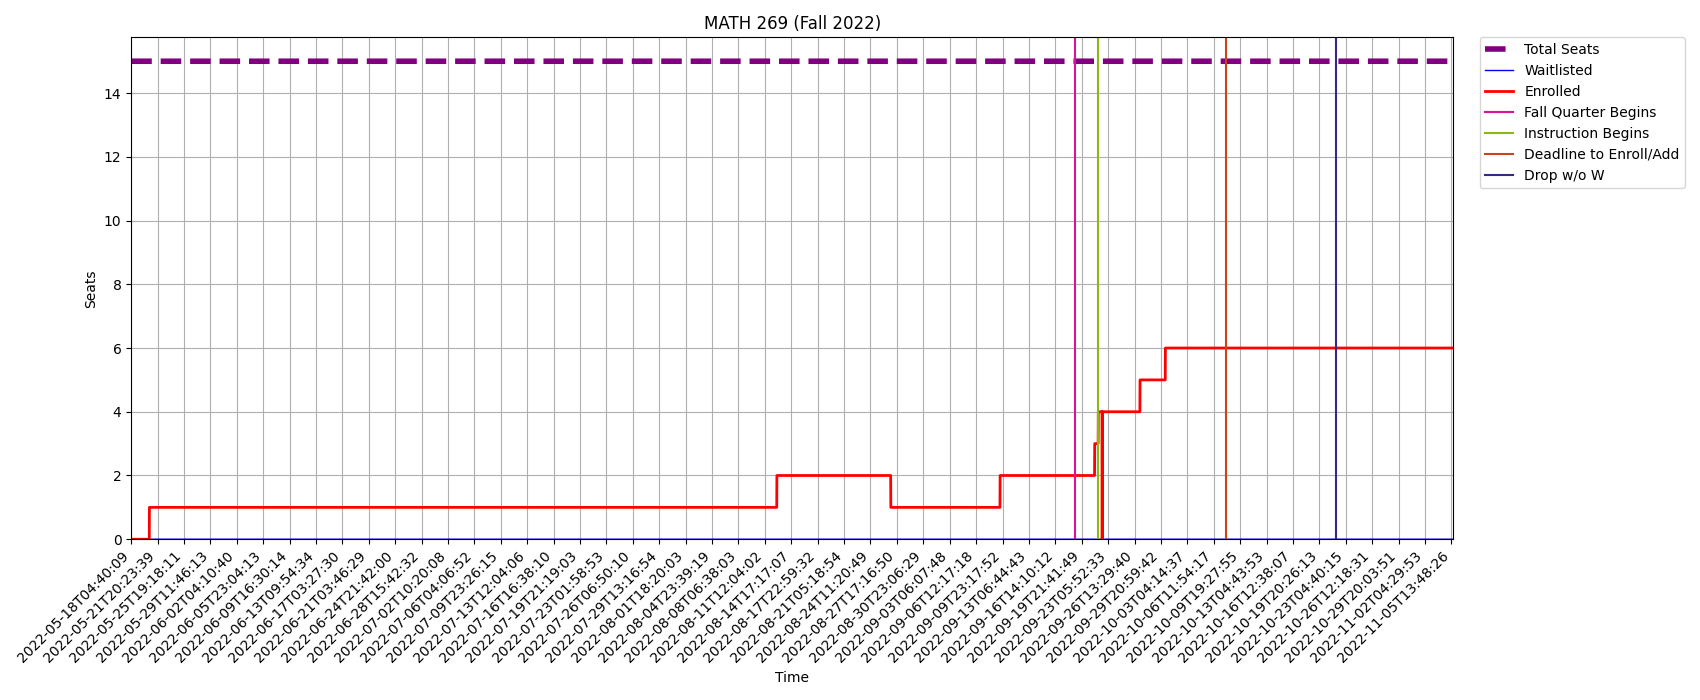 MATH 269 (Fall 2022)
Total Seats
Waitlisted
Enrolled
Fall Quarter Begins
Instruction Begins
Deadline to Enroll/Add
Drop w/o W
Seats
14
12
10
8
6
4
2
0
2022-05-18T04:40:09
2022-05-21T20:23:39
2022-05-25T19:18:11
2022-05-29T11:46:13
2022-06-02T04:10:40
2022-06-05T23:04:13
2022-06-09T16:30:14
2022-06-13T09:54:34
2022-06-17T03:27:30
2022-06-21T03:46:29
2022-06-24T21:42:00
2022-06-28T15:42:32
2022-07-02T10:20:08
2022-07-06T04:06:52
2022-07-09T23:26:15
2022-07-13T12:04:06
2022-07-16T16:38:10
2022-07-19T21:19:03
2022-07-23T01:58:53
2022-07-26T06:50:10
2022-07-29T13:16:54
2022-08-01T18:20:03
2022-08-04T23:39:19
2022-08-08T06:38:03
2022-08-11T12:04:02
2022-08-14T17:17:07
2022-08-17T22:59:32
2022-08-21T05:18:54
2022-08-24T11:20:49
2022-08-27T17:16:50
2022-08-30T23:06:29
2022-09-03T06:07:48
2022-09-06T12:17:18
2022-09-09T23:17:52
2022-09-13T06:44:43
2022-09-16T14:10:12
2022-09-19T21:41:49
2022-09-23T05:52:33
2022-09-26T13:29:40
2022-09-29T20:59:42
2022-10-03T04:14:37
2022-10-06T11:54:17
2022-10-09T19:27:55
2022-10-13T04:43:53
2022-10-16T12:38:07
2022-10-19T20:26:13
2022-10-23T04:40:15
2022-10-26T12:18:31
2022-10-29T20:03:51
2022-11-02T04:29:53
2022-11-05T13:48:26
Time